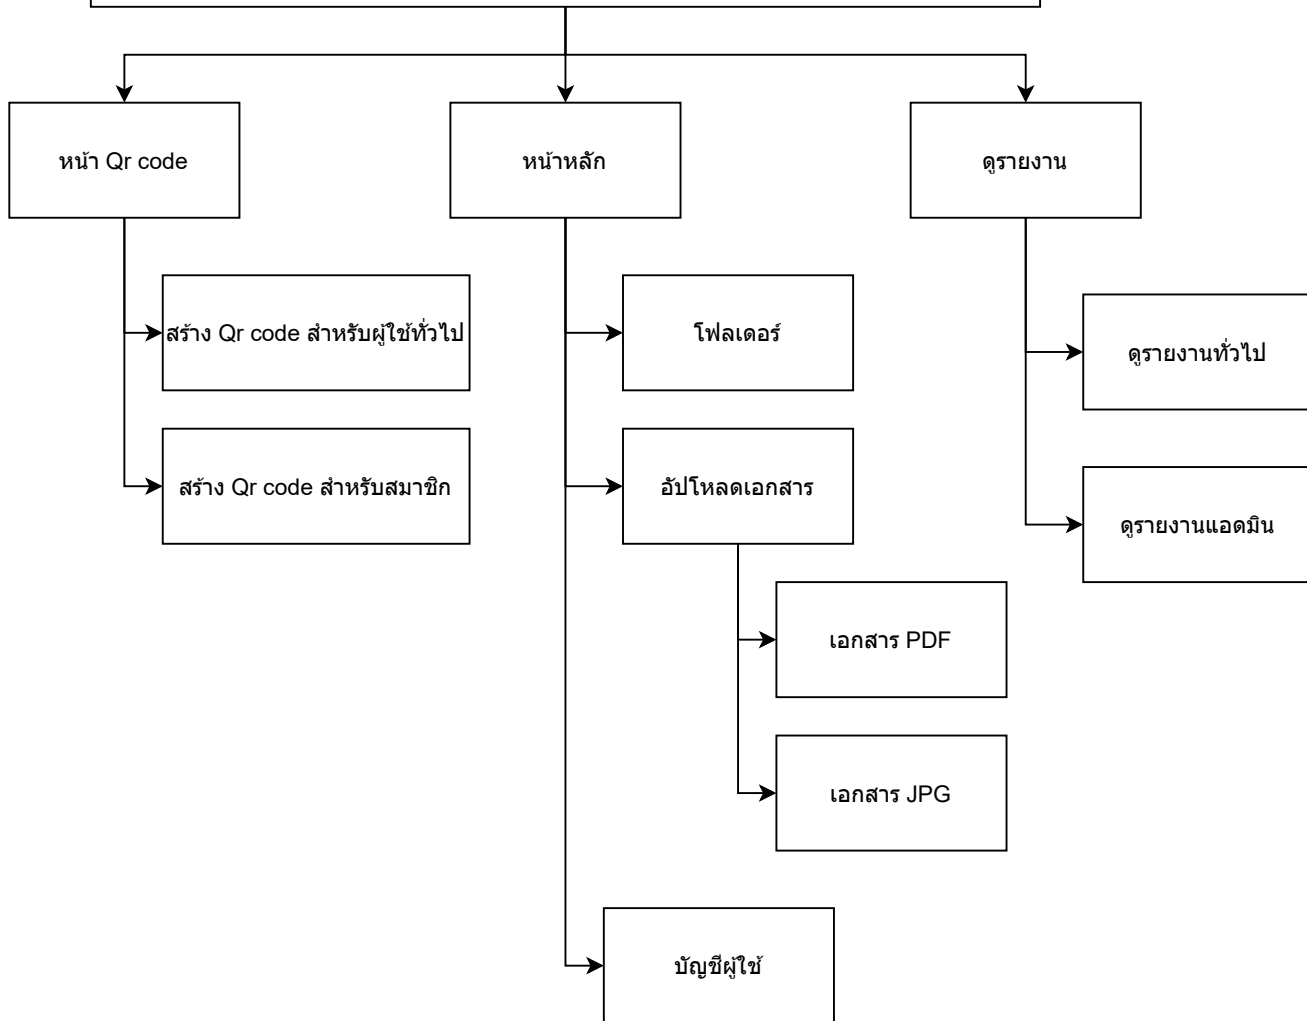 หน้า Qr code
หน้าหลัก
ดูรายงาน
สร้าง Qr code สำหรับผู้ใช้ทั่วไป
โฟลเดอร์
ดูรายงานทั่วไป
สร้าง Qr code สำหรับสมาชิก
อัปโหลดเอกสาร
ดูรายงานแอดมิน
เอกสาร PDF
เอกสาร JPG
บัญชีผู้ใช้